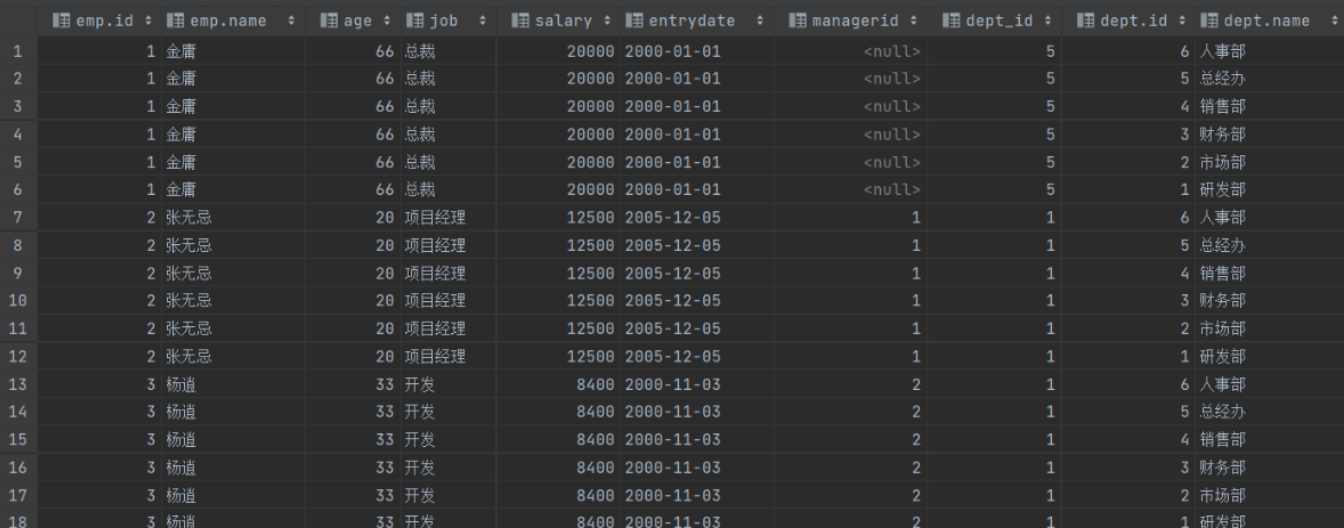 emp.id emp.name age job salary entrydate managerid dept_id dept.id dept.name
1 1 金庸 66 总裁 20000 2000-01-01 <null> 5 6 人事部
2 1 金庸 66 总裁 20000 2000-01-01 <null> 5 5 总经办
3 1 金庸 66 总裁 20000 2000-01-01 <null> 5 4 销售部
4 1 金庸 66 总裁 20000 2000-01-01 <null> 5 3 财务部
5 1 金庸 66 总裁 20000 2000-01-01 <null> 5 2 市场部
6 1 金庸 66 总裁 20000 2000-01-01 <null> 5 1 研发部
7 2 张无忌 20 项目经理 12500 2005-12-05 1 1 6 人事部
8 2 张无忌 20 项目经理 12500 2005-12-05 1 1 5 总经办
9 2 张无忌 20 项目经理 12500 2005-12-05 1 1 4 销售部
10 2 张无忌 20 项目经理 12500 2005-12-05 1 1 3 财务部
11 2 张无忌 20 项目经理 12500 2005-12-05 1 1 2 市场部
12 2 张无忌 20 项目经理 12500 2005-12-05 1 1 1 研发部
13 3 杨逍 33 开发 8400 2000-11-03 2 1 6 人事部
14 3 杨逍 33 开发 8400 2000-11-03 2 1 5 总经办
15 3 杨逍 33 开发 8400 2000-11-03 2 1 4 销售部
16 3 杨逍 33 开发 8400 2000-11-03 2 1 3 财务部
17 3 杨逍 33 开发 8400 2000-11-03 2 1 2 市场部
18 3 杨逍 33 开发 8400 2000-11-03 2 1 1 研发部